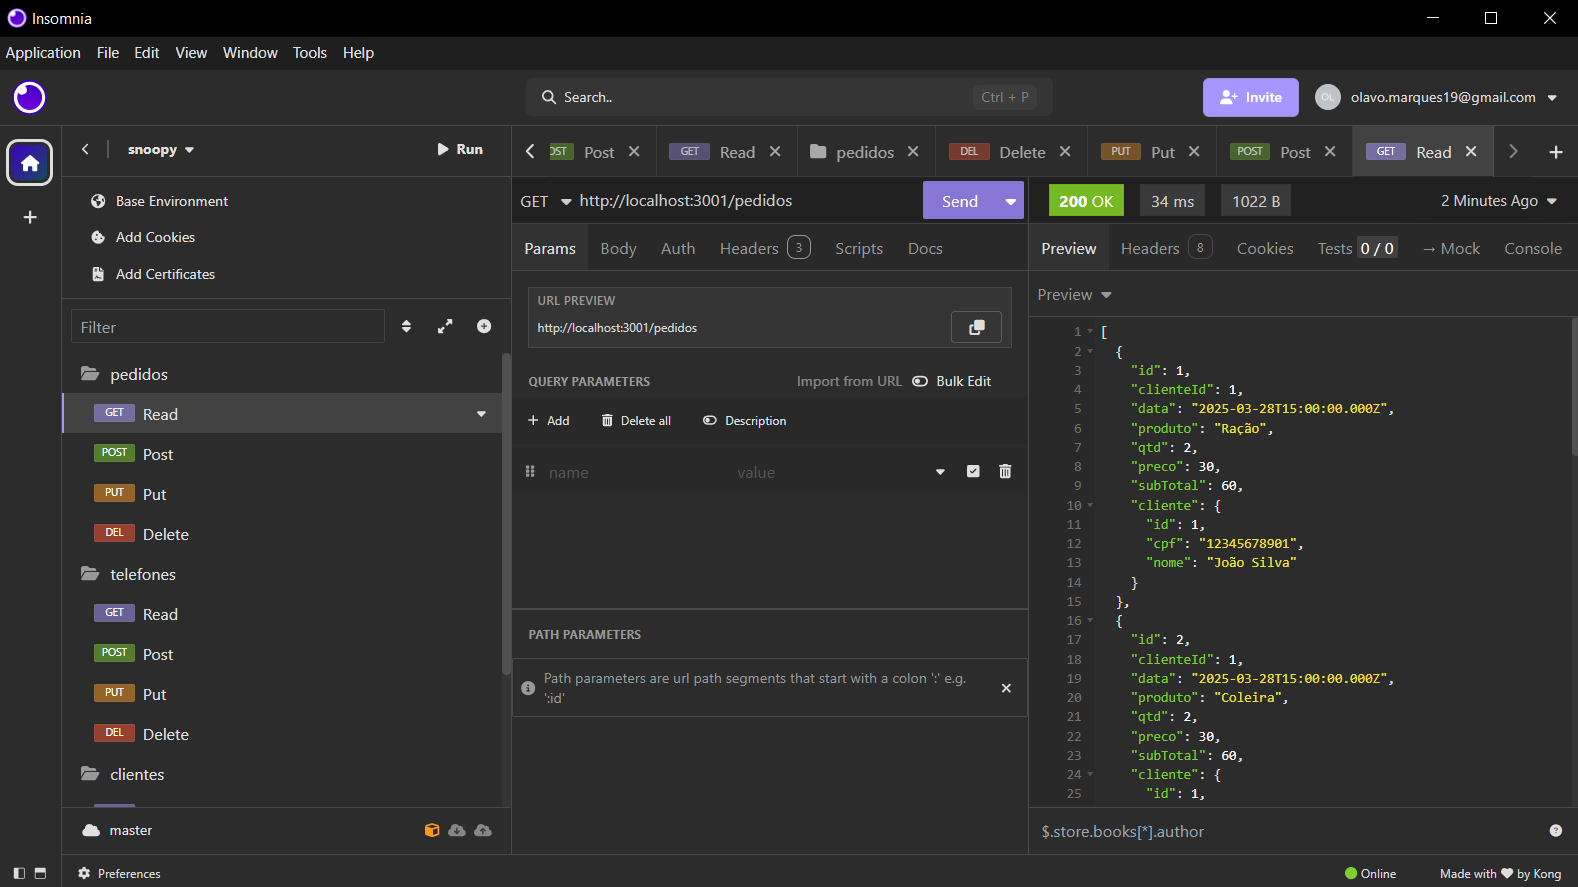 Insomnia
Application File Edit View Window Tools Help
Search.. Ctrl + P
Invite
OL
olavo.marques19@gmail.com
snoopy
Run
Post
GET Read
pedidos
DEL Delete
PUT Put
POST Post
GET Read
Base Environment
Add Cookies
Add Certificates
Filter
pedidos
GET Read
POST Post
PUT Put
DEL Delete
telefones
GET Read
POST Post
PUT Put
DEL Delete
clientes
master
GET http://localhost:3001/pedidos Send
Params Body Auth Headers 3 Scripts Docs
URL PREVIEW
http://localhost:3001/pedidos
QUERY PARAMETERS Import from URL Bulk Edit
+ Add Delete all Description
name value
PATH PARAMETERS
Path parameters are url path segments that start with a colon ':' e.g.
':id'
200 OK 34 ms 1022 B 2 Minutes Ago
Preview Headers 8 Cookies Tests 0 / 0 → Mock Console
Preview
1 [
2 {
3 "id": 1,
4 "clienteId": 1,
5 "data": "2025-03-28T15:00:00.000Z",
6 "produto": "Ração",
7 "qtd": 2,
8 "preco": 30,
9 "subTotal": 60,
10 "cliente": {
11 "id": 1,
12 "cpf": "12345678901",
13 "nome": "João Silva"
14 }
15 },
16 {
17 "id": 2,
18 "clienteId": 1,
19 "data": "2025-03-28T15:00:00.000Z",
20 "produto": "Coleira",
21 "qtd": 2,
22 "preco": 30,
23 "subTotal": 60,
24 "cliente": {
25 "id": 1,
$.store.books[*].author
Preferences
Online
Made with ♥ by Kong